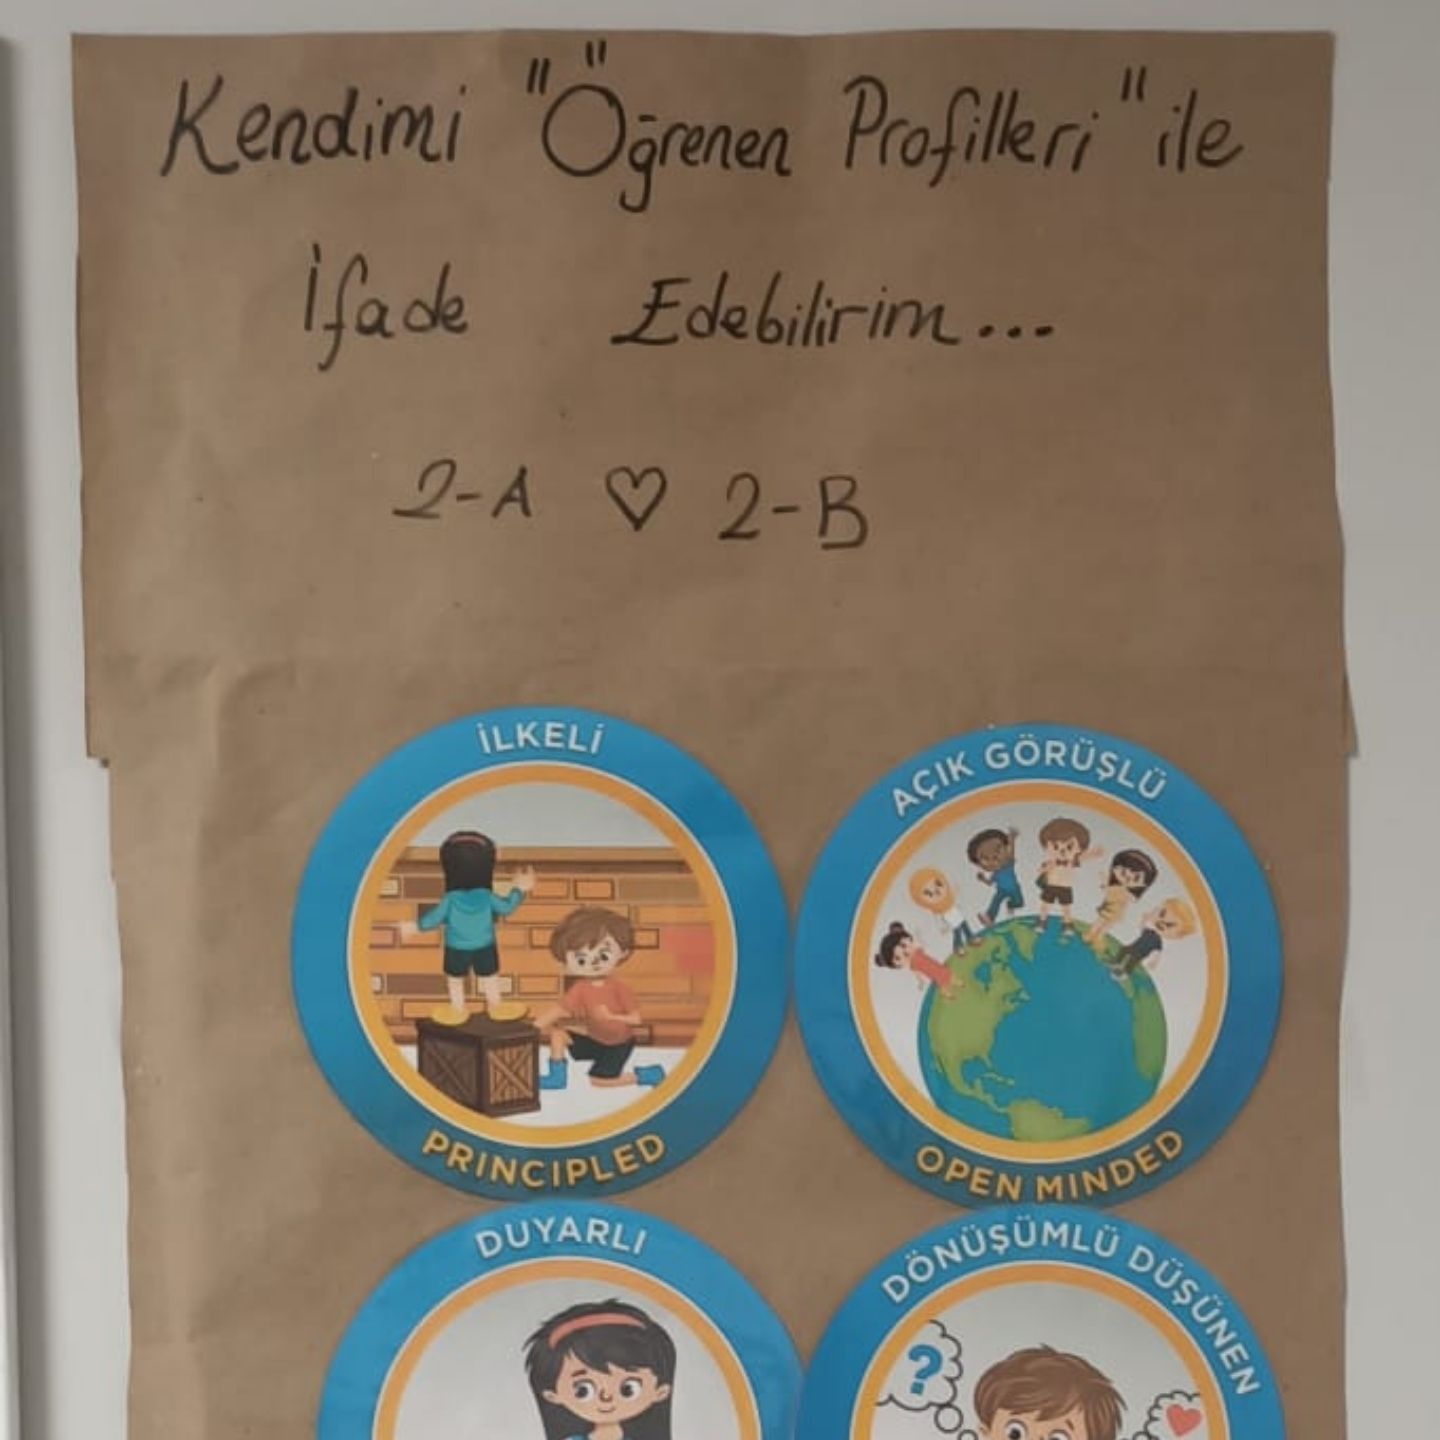 Kendimi "Öğrenen Profilleri" ile
İfade Edebilirim...
2-A ♡ 2-B
İLKELİ
PRINCIPLED
AÇIK GÖRÜŞLÜ
OPEN MINDED
DUYARLI
DÖNÜŞÜMLÜ DÜŞÜNEN
?